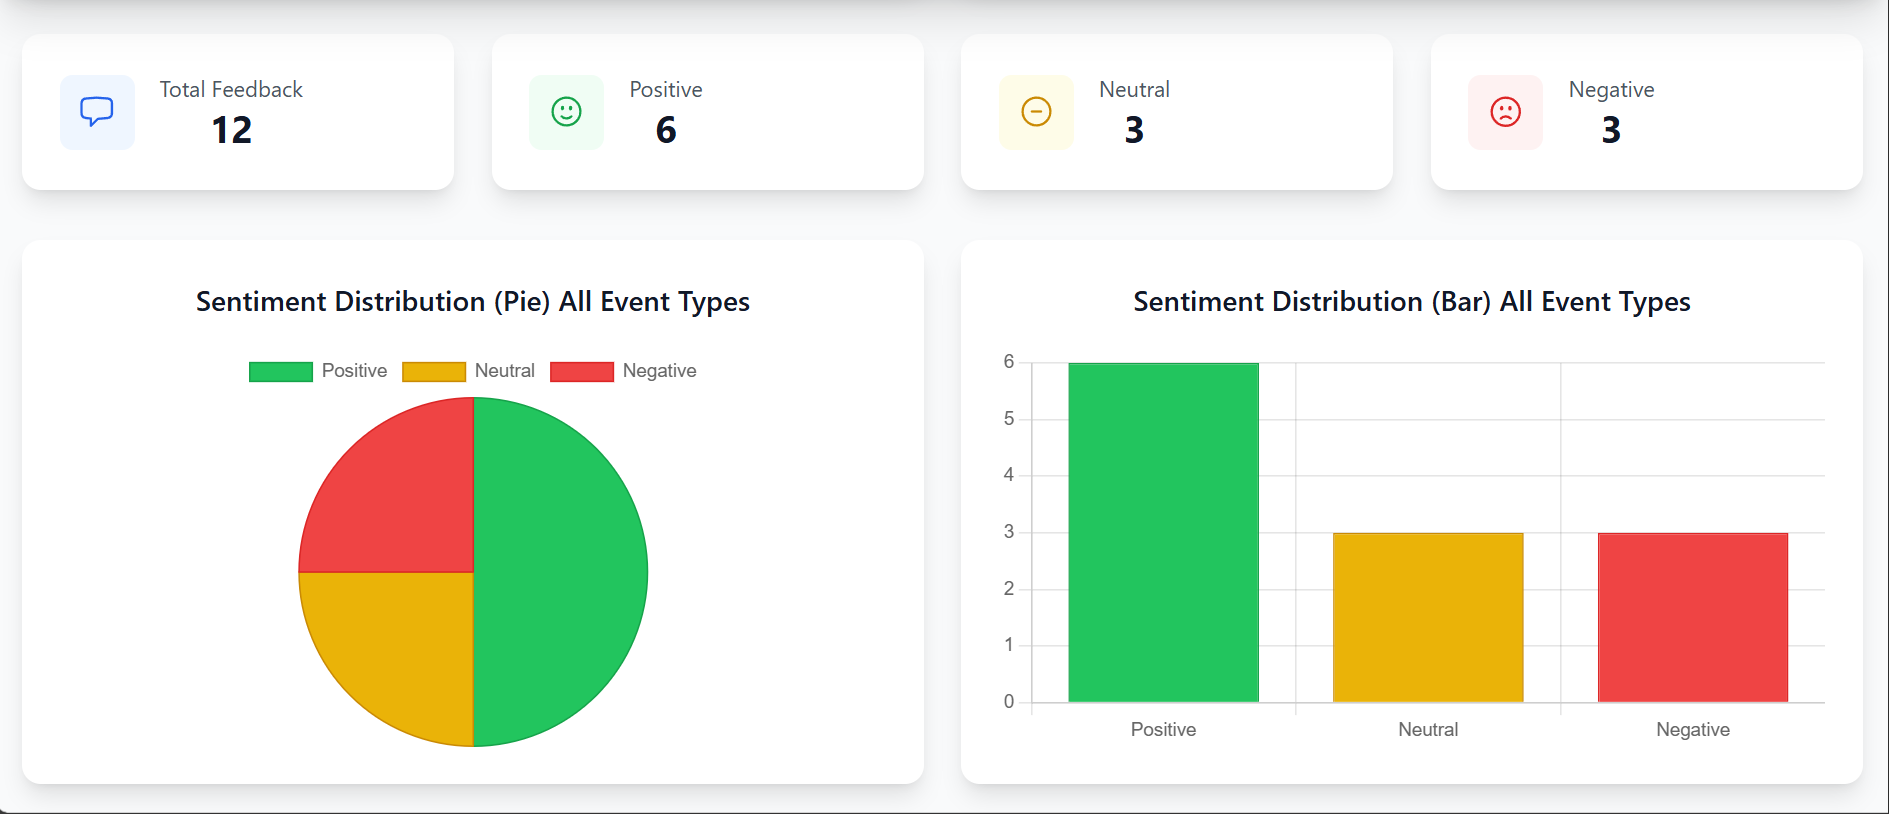 Total Feedback
12
Positive
6
Neutral
3
Negative
3
Sentiment Distribution (Pie) All Event Types
Positive Neutral Negative
Sentiment Distribution (Bar) All Event Types
6
5
4
3
2
1
0
Positive Neutral Negative